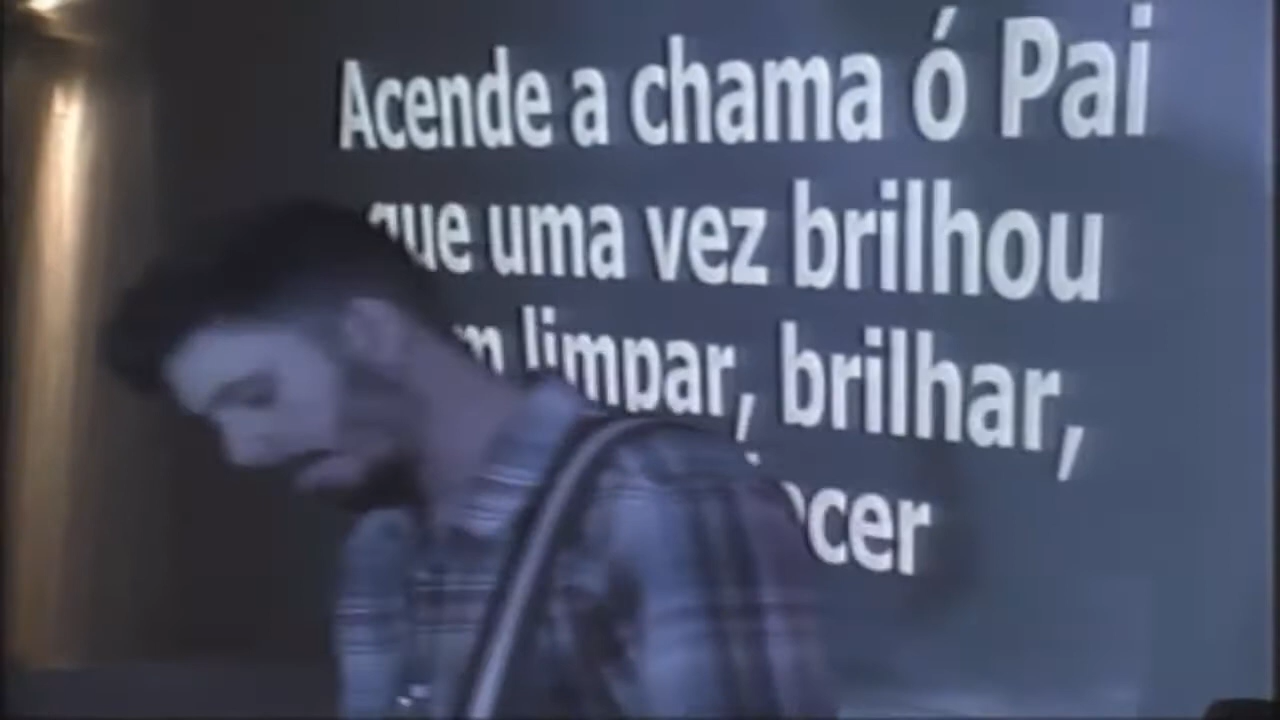 Acende a chama ó Pai
que uma vez brilhou
limpar, brilhar,